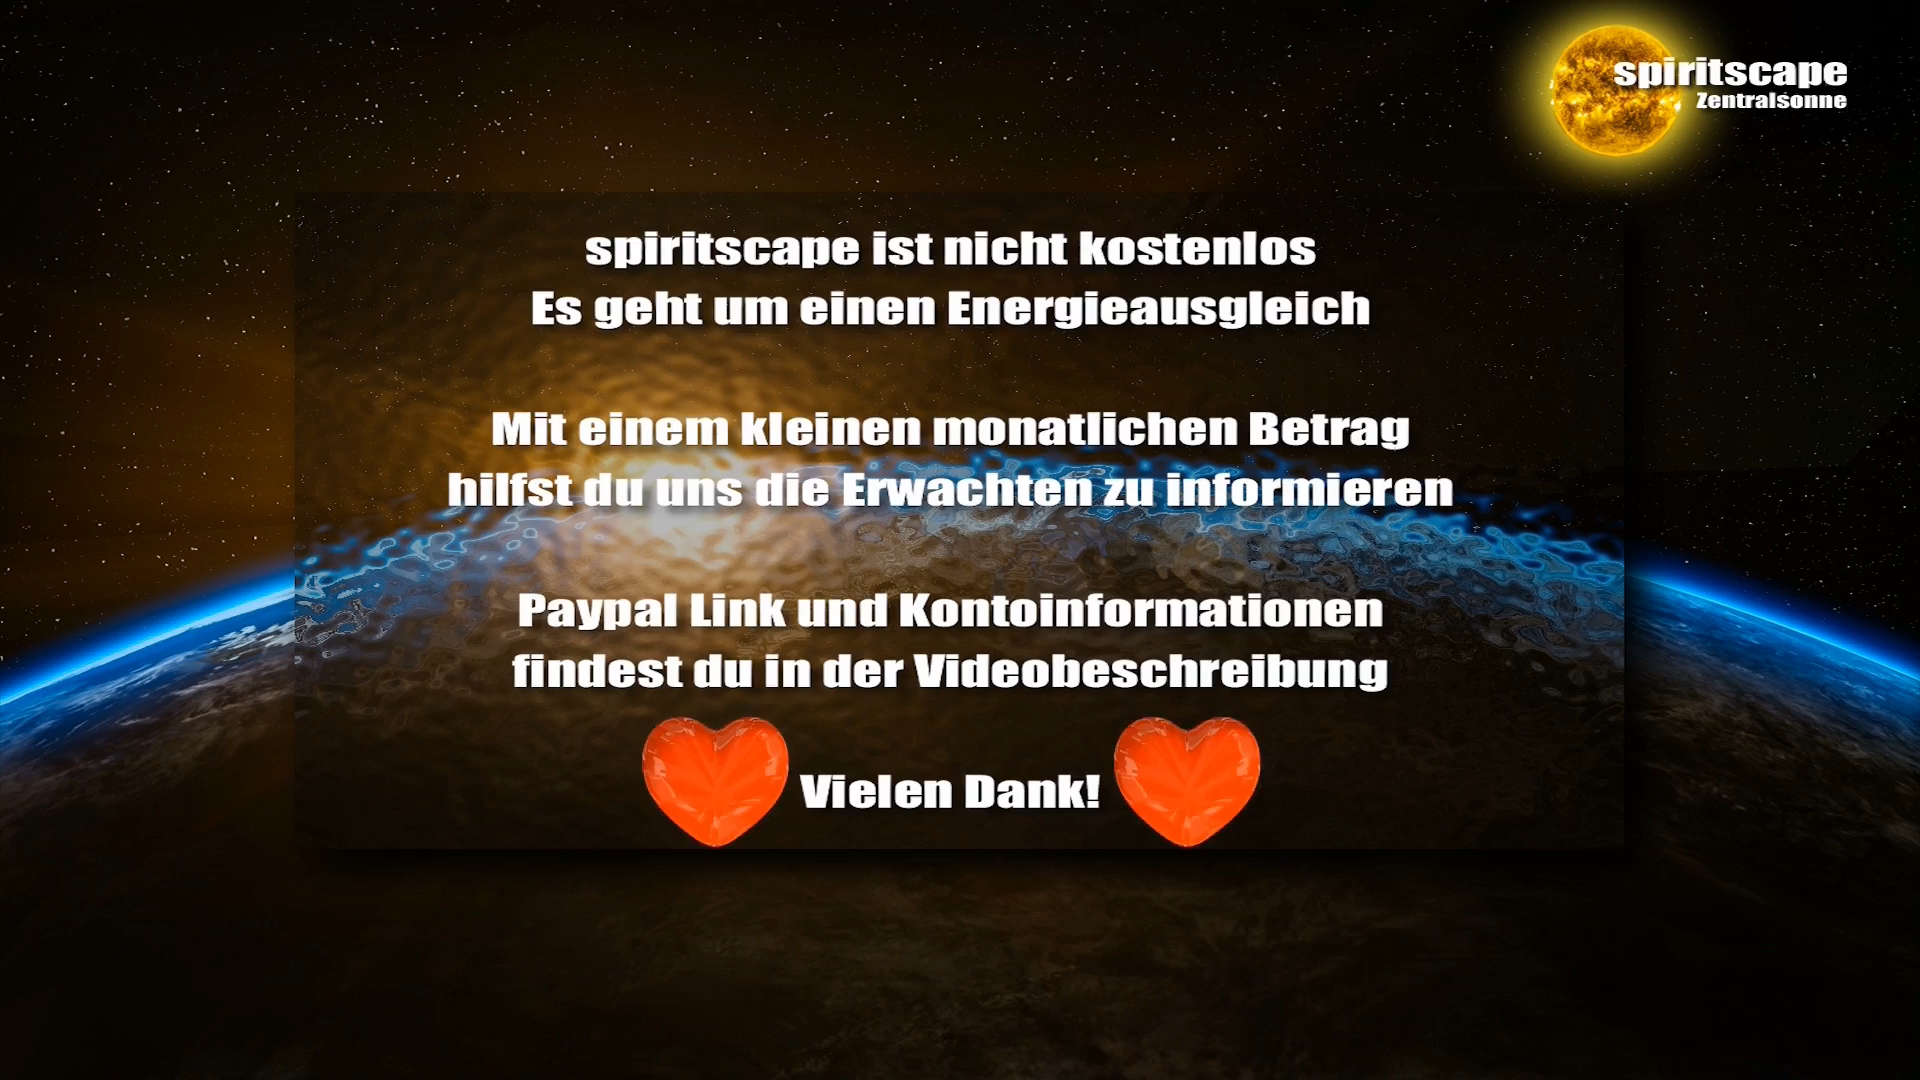 spiritscape
Zentralsonne
spiritscape ist nicht kostenlos
Es geht um einen Energieausgleich
Mit einem kleinen monatlichen Betrag
hilfst du uns die Erwachten zu informieren
Paypal Link und Kontoinformationen
findest du in der Videobeschreibung
Vielen Dank!